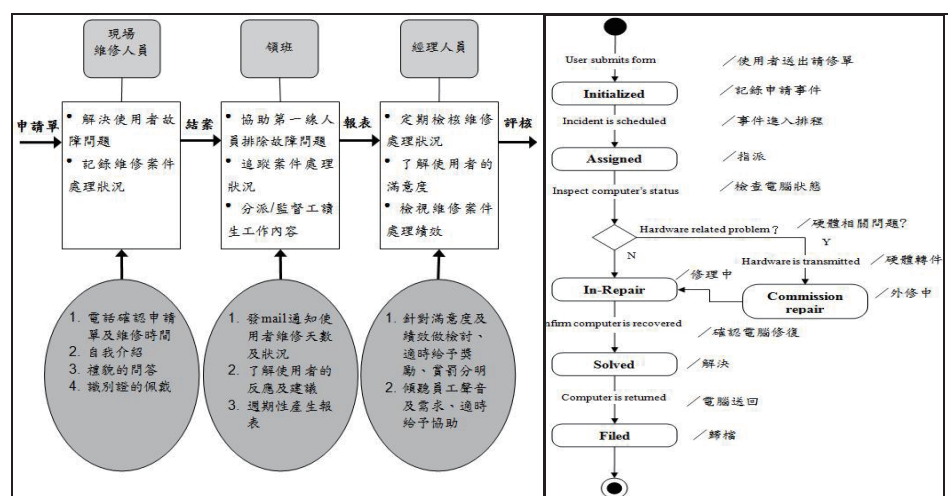 現場
維修人員
領班
經理人員
申請單
• 解決使用者故
障問題
• 記錄維修案件
處理狀況
結案
• 協助第一線人
員排除故障問題
• 追蹤案件處理
狀況
• 分派/監督工讀
生工作內容
報表
• 定期檢核維修
處理狀況
• 了解使用者的
滿意度
• 檢視維修案件
處理績效
評核
1. 電話確認申請
單及維修時間
2. 自我介紹
3. 禮貌的問答
4. 識別證的佩戴
1. 發mail通知使
用者維修天數
及狀況
2. 了解使用者的
反應及建議
3. 週期性產生報
表
1. 針對滿意度及
績效做檢討、
適時給予獎
勵、賞罰分明
2. 傾聽員工聲音
及需求、適時
給予協助
User submits form
/使用者送出請修單
Initialized
/記錄申請事件
Incident is scheduled
/事件進入排程
Assigned
/指派
Inspect computer's status
/檢查電腦狀態
Hardware related problem?
/硬體相關問題?
Y
N
Hardware is transmitted
/硬體轉件
In-Repair
/修理中
Commission
repair
/外修中
nfirm computer is recovered
/確認電腦修復
Solved
/解決
Computer is returned
/電腦送回
Filed
/歸檔